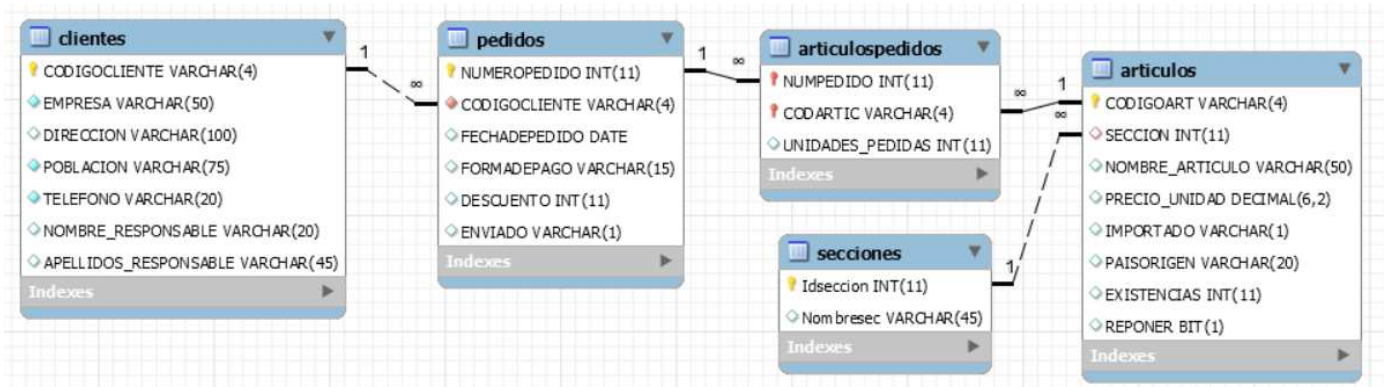 clientes
CODIGOCLIENTE VARCHAR(4)
EMPRESA VARCHAR(50)
DIRECCION VARCHAR(100)
POBLACION VARCHAR(75)
TELEFONO VARCHAR(20)
NOMBRE_RESPONSABLE VARCHAR(20)
APELLIDOS_RESPONSABLE VARCHAR(45)
Indexes
1
∞
pedidos
NUMEROPEDIDO INT(11)
CODIGOCLIENTE VARCHAR(4)
FECHADEPEDIDO DATE
FORMADEPAGO VARCHAR(15)
DESCUENTO INT(11)
ENVIADO VARCHAR(1)
Indexes
1
∞
articulospedidos
NUMPEDIDO INT(11)
CODARTIC VARCHAR(4)
UNIDADES_PEDIDAS INT(11)
Indexes
∞
1
∞
secciones
Idseccion INT(11)
Nombresec VARCHAR(45)
Indexes
1
articulos
CODIGOART VARCHAR(4)
SECCION INT(11)
NOMBRE_ARTICULO VARCHAR(50)
PRECIO_UNIDAD DECIMAL(6,2)
IMPORTADO VARCHAR(1)
PAISORIGEN VARCHAR(20)
EXISTENCIAS INT(11)
REPONER BIT(1)
Indexes